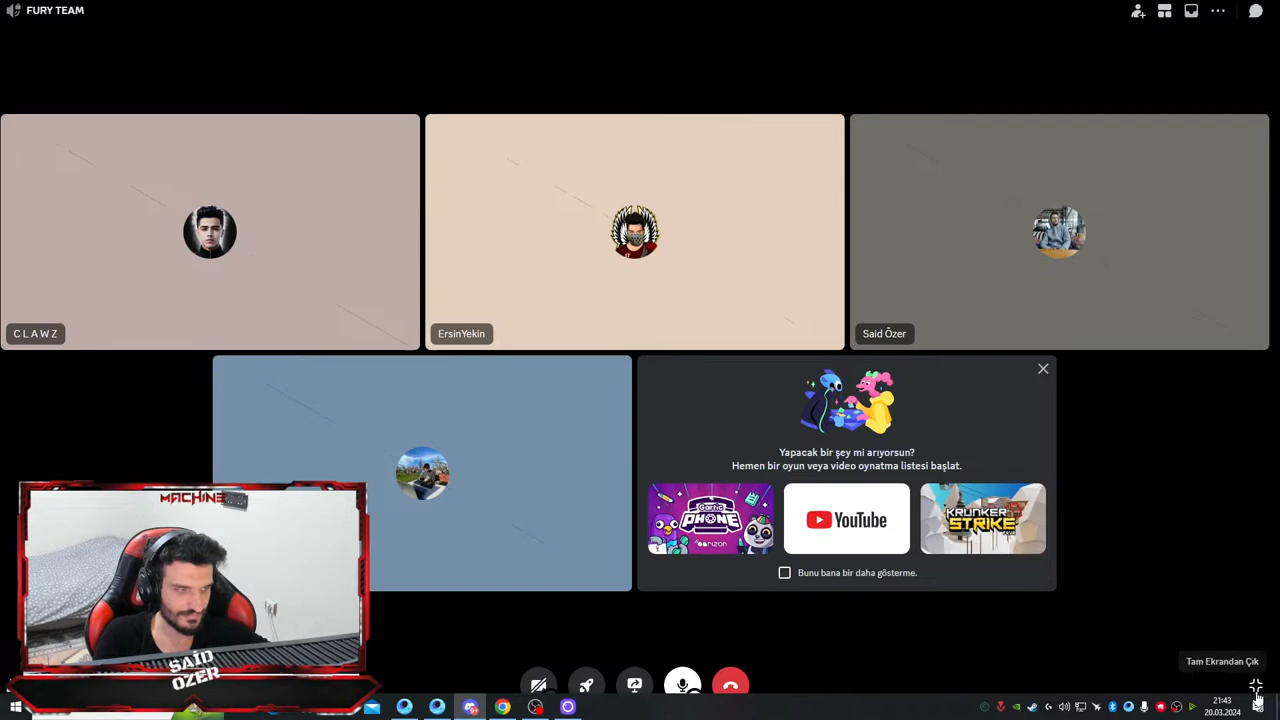 FURY TEAM
C L A W Z
ErsinYekin
Said Özer
Yapacak bir şey mi arıyorsun?
Hemen bir oyun veya video oynatma listesi başlat.
Gartic
PHONE
YouTube
KRUNKER
STRIKE
Bunu bana bir daha gösterme.
MACHINE
SAİD
OZER
Tam Ekrandan Çık
21:43
20.03.2024